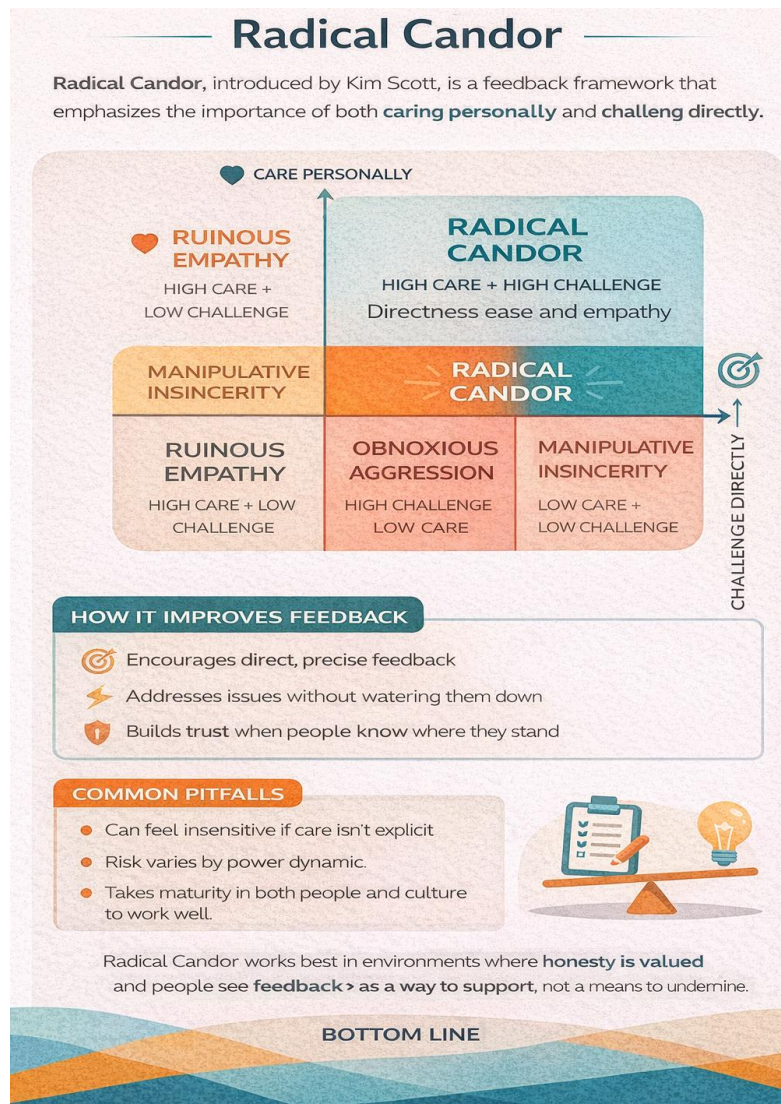 Radical Candor
Radical Candor, introduced by Kim Scott, is a feedback framework that
emphasizes the importance of both caring personally and challeng directly.
CARE PERSONALLY
RUINOUS
EMPATHY
HIGH CARE +
LOW CHALLENGE
RADICAL
CANDOR
HIGH CARE + HIGH CHALLENGE
Directness ease and empathy
MANIPULATIVE
INSINCERITY
RADICAL
CANDOR
RUINOUS
EMPATHY
HIGH CARE + LOW
CHALLENGE
OBNOXIOUS
AGGRESSION
HIGH CHALLENGE
LOW CARE
MANIPULATIVE
INSINCERITY
LOW CARE +
LOW CHALLENGE
CHALLENGE DIRECTLY
HOW IT IMPROVES FEEDBACK
Encourages direct, precise feedback
Addresses issues without watering them down
Builds trust when people know where they stand
COMMON PITFALLS
• Can feel insensitive if care isn't explicit
• Risk varies by power dynamic.
• Takes maturity in both people and culture
to work well.
Radical Candor works best in environments where honesty is valued
and people see feedback > as a way to support, not a means to undernine.
BOTTOM LINE